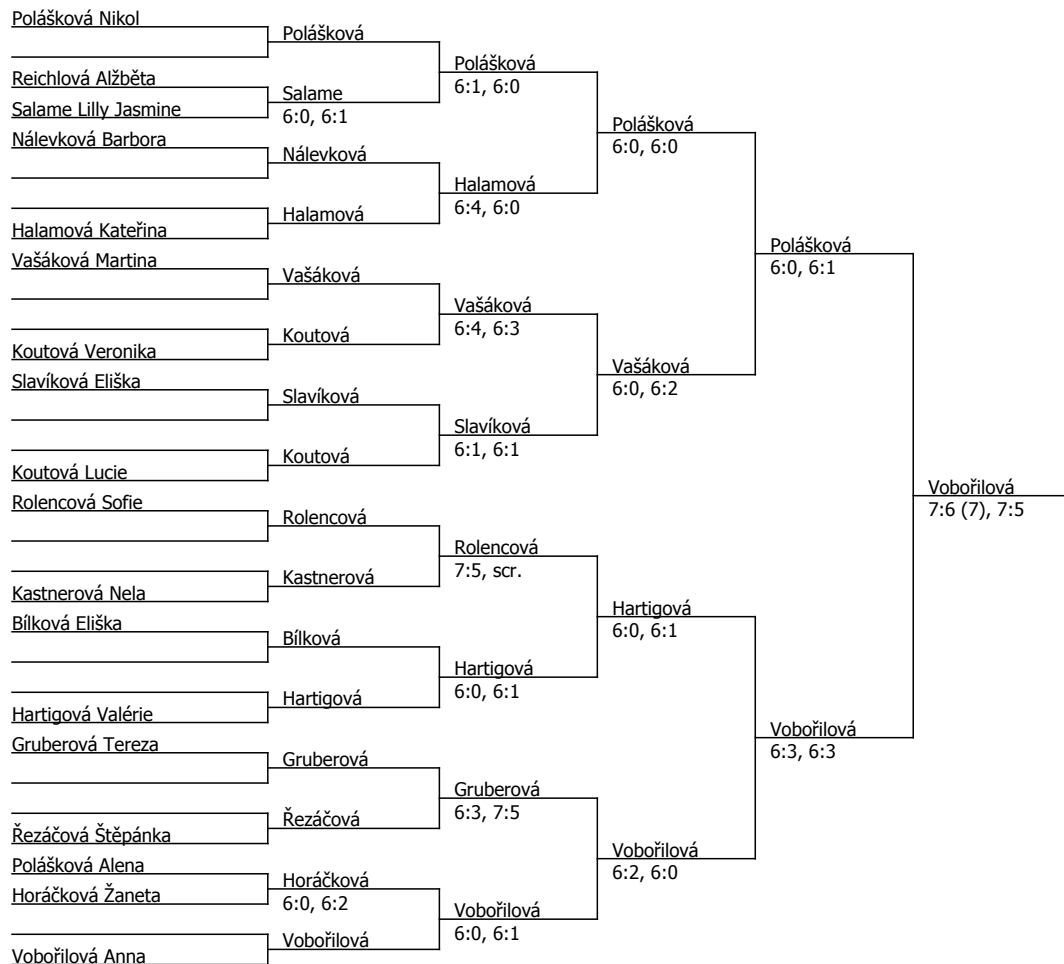 Polášková Nikol
Polášková
Polášková
6:1, 6:0
Reichlová Alžběta
Salame
6:0, 6:1
Salame Lilly Jasmine
Polášková
6:0, 6:0
Nálevková Barbora
Nálevková
Halamová
6:4, 6:0
Halamová
Halamová Kateřina
Polášková
6:0, 6:1
Vašáková Martina
Vašáková
Vašáková
6:4, 6:3
Koutová
Koutová Veronika
Vašáková
6:0, 6:2
Slavíková Eliška
Slavíková
Slavíková
6:1, 6:1
Koutová
Koutová Lucie
Vobořilová
7:6 (7), 7:5
Rolencová Sofie
Rolencová
Rolencová
7:5, scr.
Kastnerová
Kastnerová Nela
Hartigová
6:0, 6:1
Bílková Eliška
Bílková
Hartigová
6:0, 6:1
Hartigová
Hartigová Valérie
Vobořilová
6:3, 6:3
Gruberová Tereza
Gruberová
Gruberová
6:3, 7:5
Řezáčová
Řezáčová Štěpánka
Vobořilová
6:2, 6:0
Polášková Alena
Horáčková
6:0, 6:2
Horáčková Žaneta
Vobořilová
6:0, 6:1
Vobořilová
Vobořilová Anna